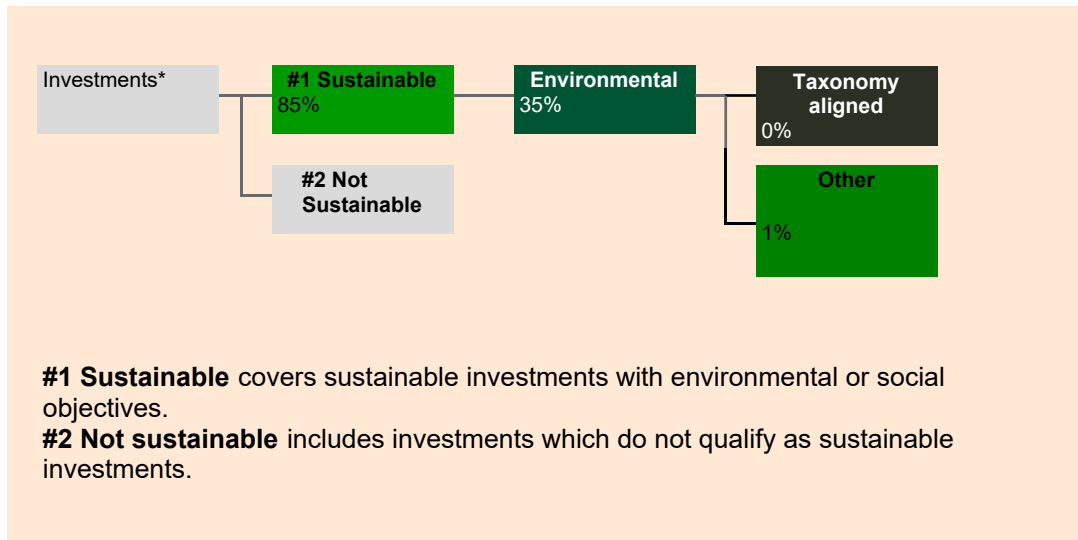 Investments*
#1 Sustainable
85%
Environmental
35%
Taxonomy
aligned
0%
#2 Not
Sustainable
Other
1%
#1 Sustainable covers sustainable investments with environmental or social
objectives.
#2 Not sustainable includes investments which do not qualify as sustainable
investments.